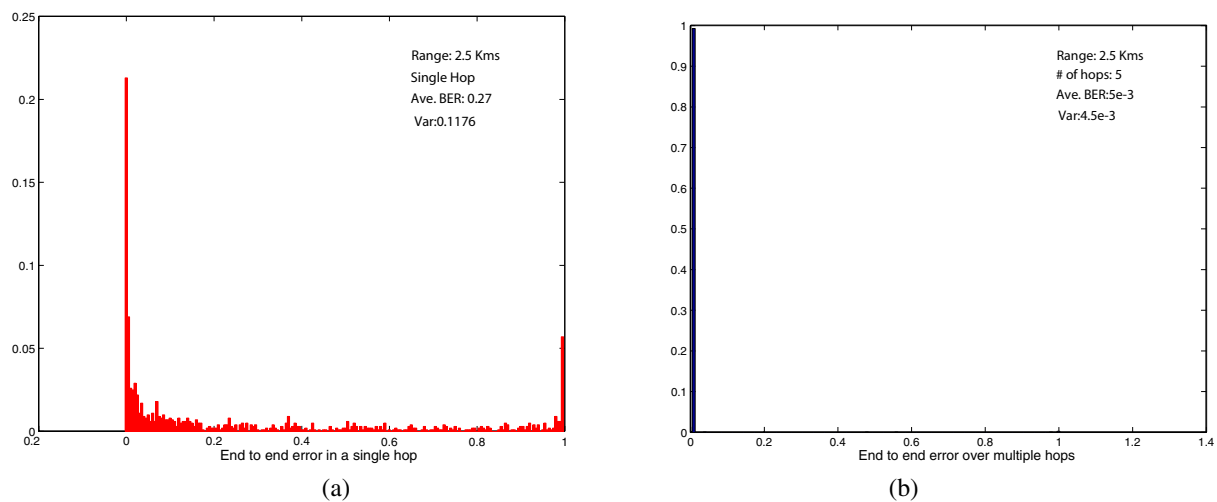 0.25
0.2
0.15
0.1
0.05
0
0.2
0
0.2
0.4
0.6
0.8
1
Range: 2.5 Kms
Single Hop
Ave. BER: 0.27
Var:0.1176
End to end error in a single hop
(a)
1
0.9
0.8
0.7
0.6
0.5
0.4
0.3
0.2
0.1
0
0
0.2
0.4
0.6
0.8
1
1.2
1.4
Range: 2.5 Kms
# of hops: 5
Ave. BER:5e-3
Var:4.5e-3
End to end error over multiple hops
(b)